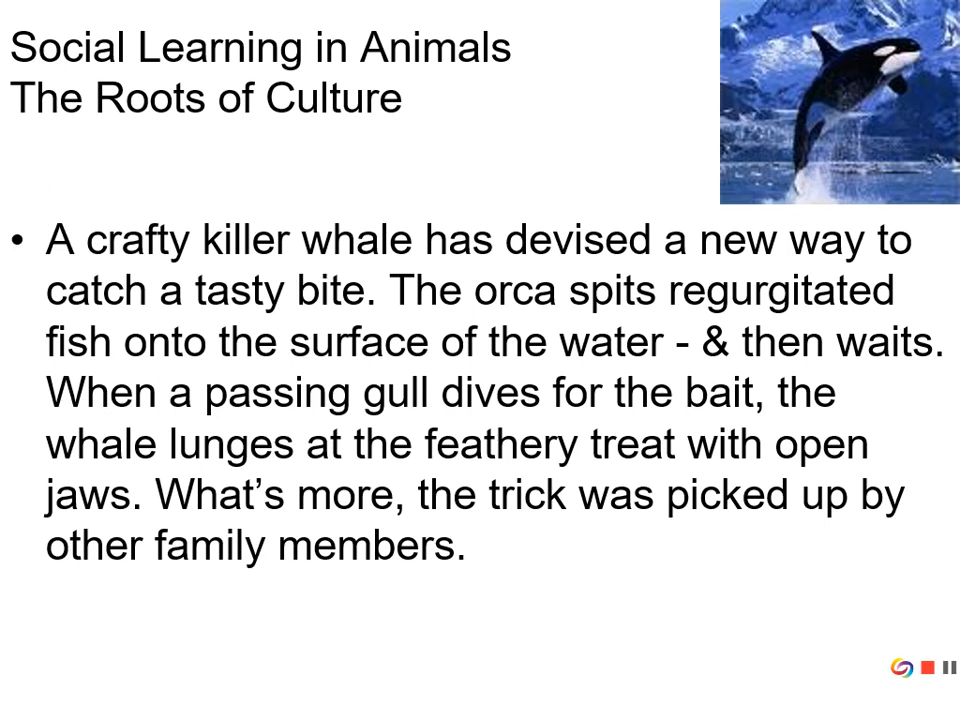 Social Learning in Animals
The Roots of Culture
• A crafty killer whale has devised a new way to
catch a tasty bite. The orca spits regurgitated
fish onto the surface of the water - & then waits.
When a passing gull dives for the bait, the
whale lunges at the feathery treat with open
jaws. What’s more, the trick was picked up by
other family members.